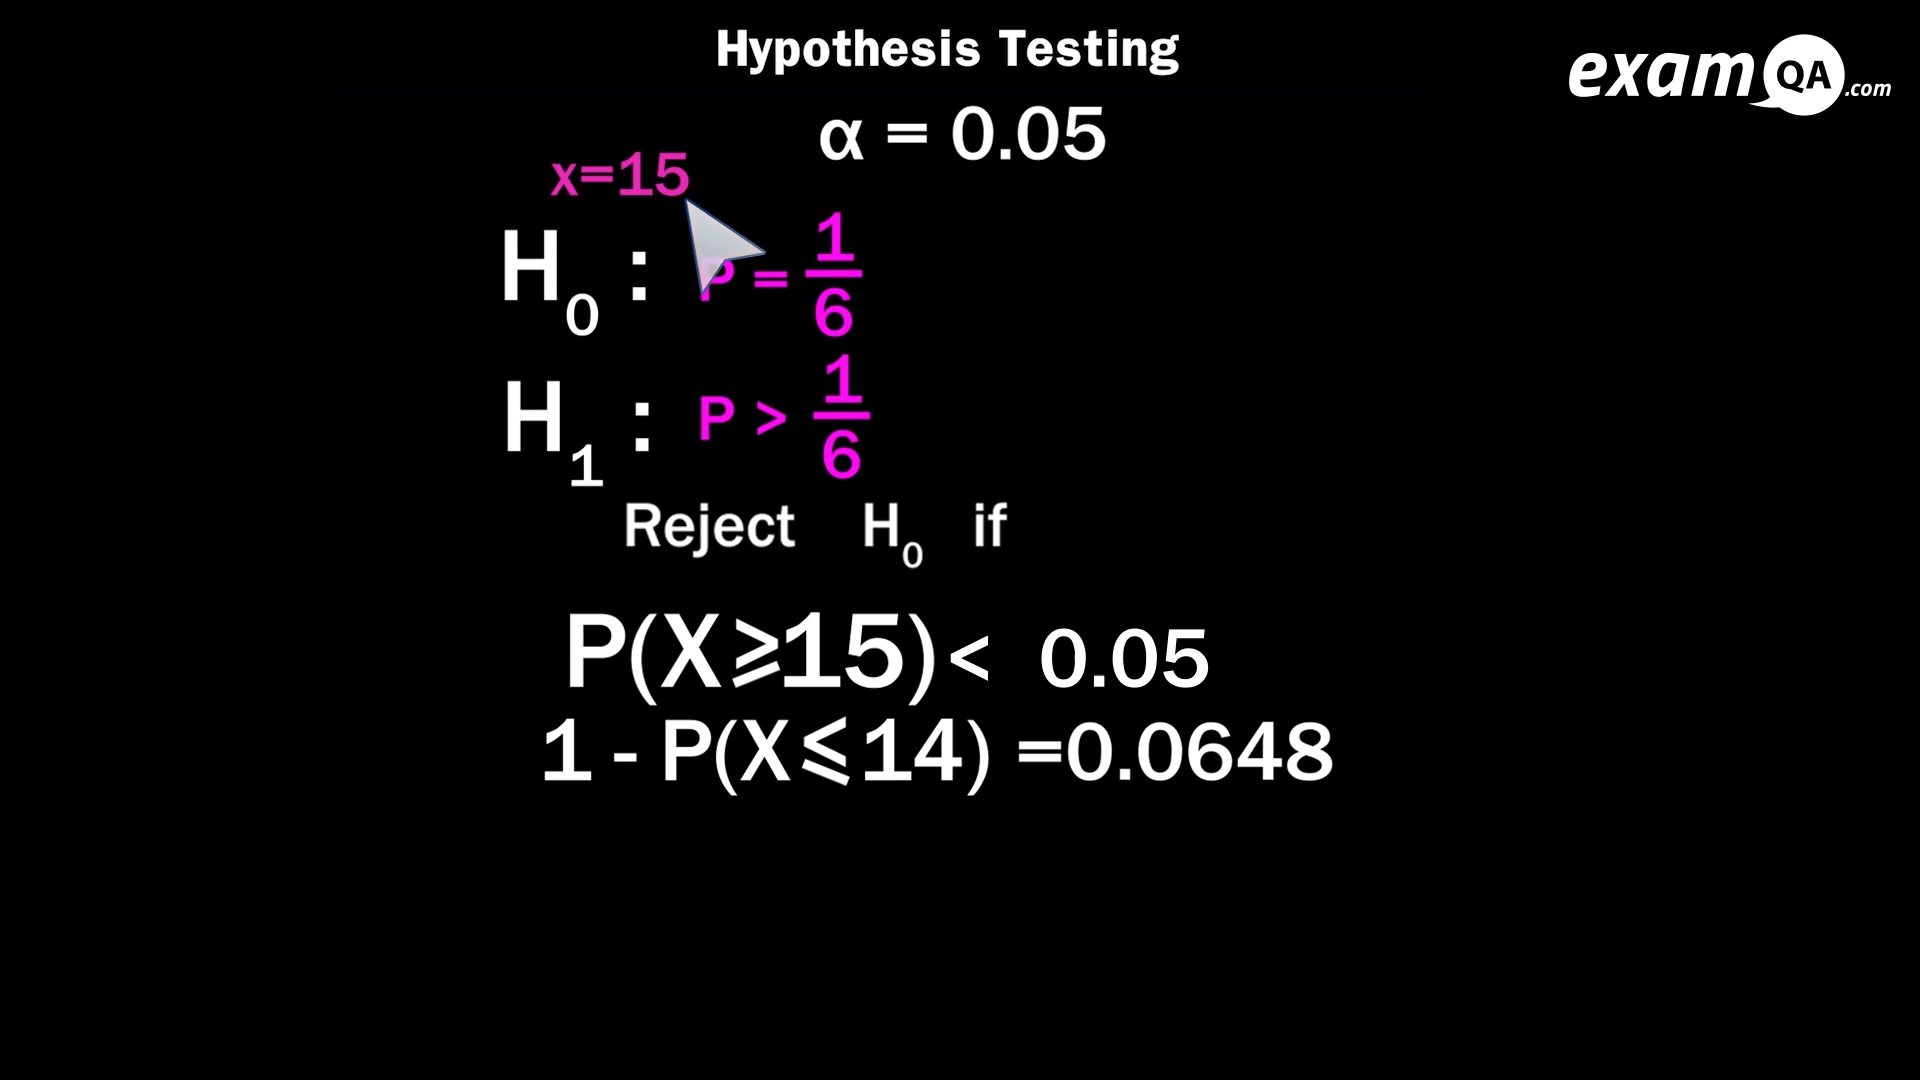 Hypothesis Testing
examQA.com
α = 0.05
x=15
H₀ : P = 1/6
H₁ : P > 1/6
Reject H₀ if
P(X⩾15)< 0.05
1 - P(X⩽14) =0.0648